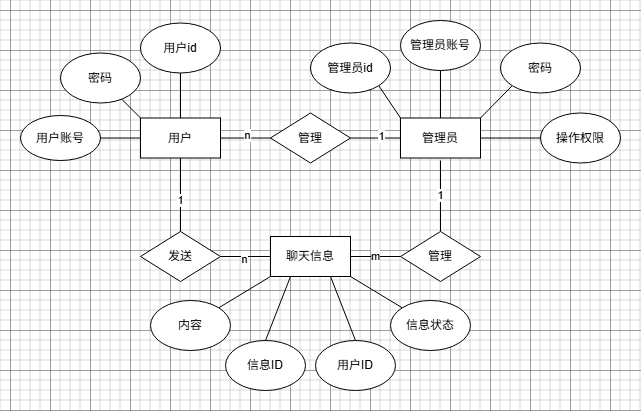 用户id
管理员账号
管理员id
密码
密码
用户账号
用户
n
管理
1
管理员
操作权限
1
1
发送
n
聊天信息
m
管理
内容
信息状态
信息ID
用户ID